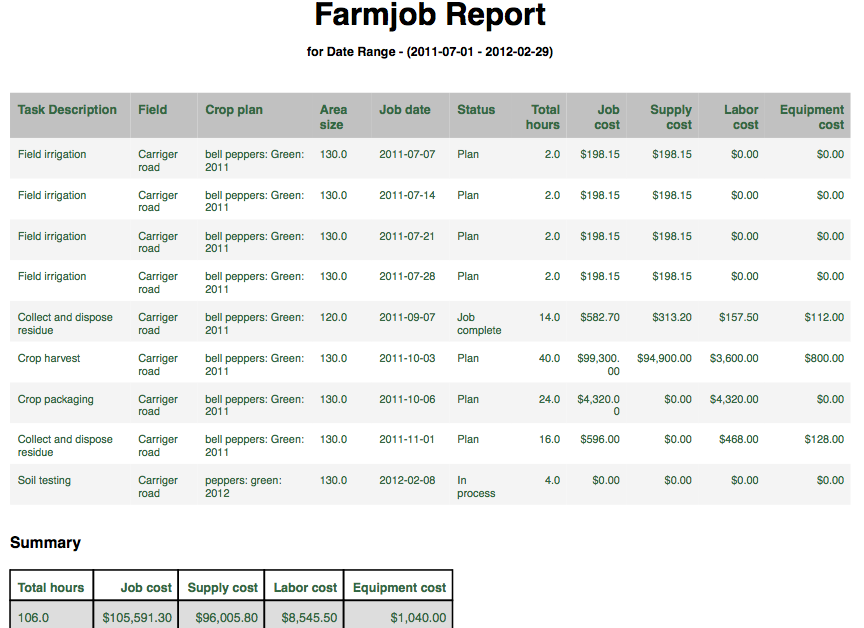 Farmjob Report
for Date Range - (2011-07-01 - 2012-02-29)
Task Description Field Crop plan Area size Job date Status Total hours Job cost Supply cost Labor cost Equipment cost
Field irrigation Carriger road bell peppers: Green: 2011 130.0 2011-07-07 Plan 2.0 $198.15 $198.15 $0.00 $0.00
Field irrigation Carriger road bell peppers: Green: 2011 130.0 2011-07-14 Plan 2.0 $198.15 $198.15 $0.00 $0.00
Field irrigation Carriger road bell peppers: Green: 2011 130.0 2011-07-21 Plan 2.0 $198.15 $198.15 $0.00 $0.00
Field irrigation Carriger road bell peppers: Green: 2011 130.0 2011-07-28 Plan 2.0 $198.15 $198.15 $0.00 $0.00
Collect and dispose residue Carriger road bell peppers: Green: 2011 120.0 2011-09-07 Job complete 14.0 $582.70 $313.20 $157.50 $112.00
Crop harvest Carriger road bell peppers: Green: 2011 130.0 2011-10-03 Plan 40.0 $99,300.00 $94,900.00 $3,600.00 $800.00
Crop packaging Carriger road bell peppers: Green: 2011 130.0 2011-10-06 Plan 24.0 $4,320.00 $0.00 $4,320.00 $0.00
Collect and dispose residue Carriger road bell peppers: Green: 2011 130.0 2011-11-01 Plan 16.0 $596.00 $0.00 $468.00 $128.00
Soil testing Carriger road peppers: green: 2012 130.0 2012-02-08 In process 4.0 $0.00 $0.00 $0.00 $0.00
Summary
Total hours Job cost Supply cost Labor cost Equipment cost
106.0 $105,591.30 $96,005.80 $8,545.50 $1,040.00